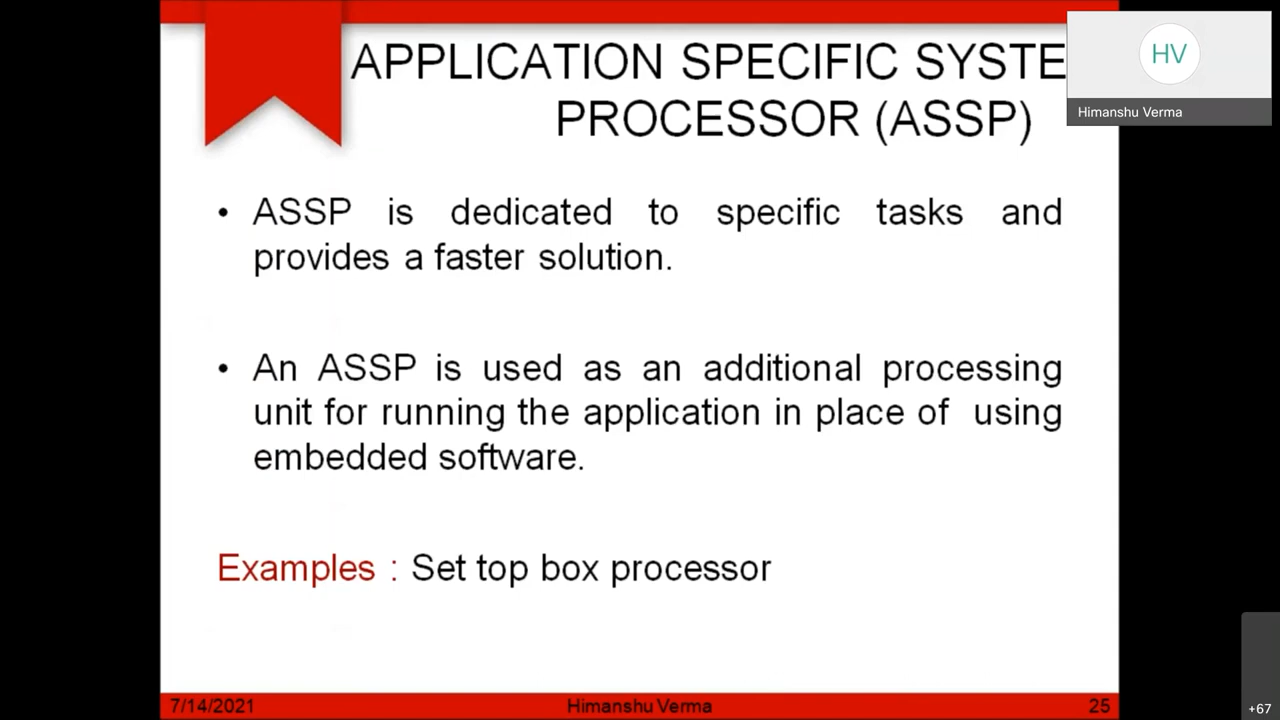 APPLICATION SPECIFIC SYSTE
PROCESSOR (ASSP)
HV
Himanshu Verma
• ASSP is dedicated to specific tasks and
provides a faster solution.
• An ASSP is used as an additional processing
unit for running the application in place of using
embedded software.
Examples : Set top box processor
7/14/2021 Himanshu Verma 25
+67